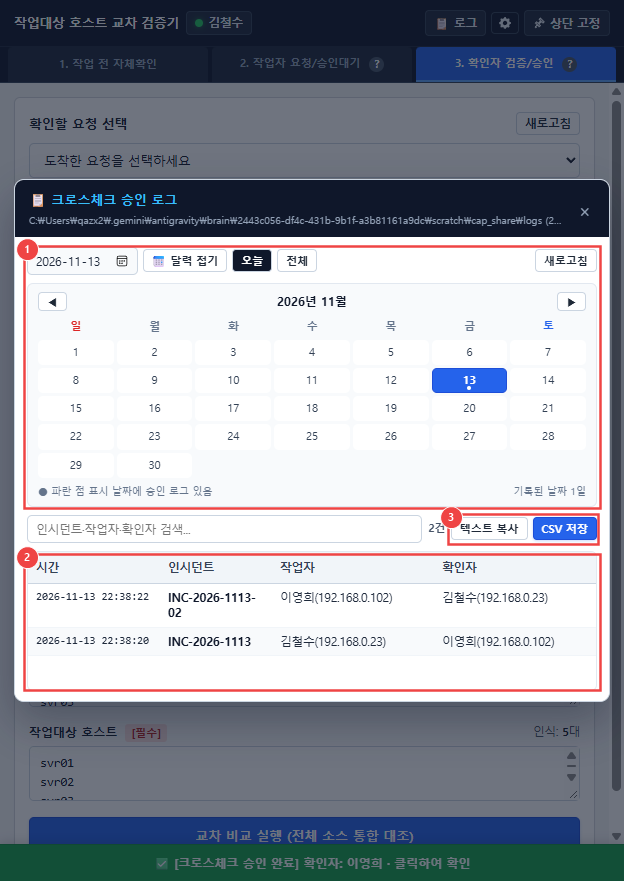 작업대상 호스트 교차 검증기 김철수 로그 상단 고정
1. 작업 전 자체확인 2. 작업자 요청/승인대기 ? 3. 확인자 검증/승인 ?
확인할 요청 선택 새로고침
도착한 요청을 선택하세요
크로스체크 승인 로그
C:₩Users₩qazx2₩.gemini₩antigravity₩brain₩2443c056-df4c-431b-9b1f-a3b81161a9dc₩scratch₩cap_share₩logs (2...
1
2026-11-13 달력 접기 오늘 전체 새로고침
2026년 11월
일 월 화 수 목 금 토
1 2 3 4 5 6 7
8 9 10 11 12 13 14
15 16 17 18 19 20 21
22 23 24 25 26 27 28
29 30
파란 점 표시 날짜에 승인 로그 있음 기록된 날짜 1일
3
인시던트·작업자·확인자 검색... 2건 텍스트 복사 CSV 저장
2
시간 인시던트 작업자 확인자
2026-11-13 22:38:22 INC-2026-1113-02 이영희(192.168.0.102) 김철수(192.168.0.23)
2026-11-13 22:38:20 INC-2026-1113 김철수(192.168.0.23) 이영희(192.168.0.102)
작업대상 호스트 [필수] 인식: 5대
svr01
svr02
교차 비교 실행 (전체 소스 통합 대조)
[크로스체크 승인 완료] 확인자: 이영희 · 클릭하여 확인